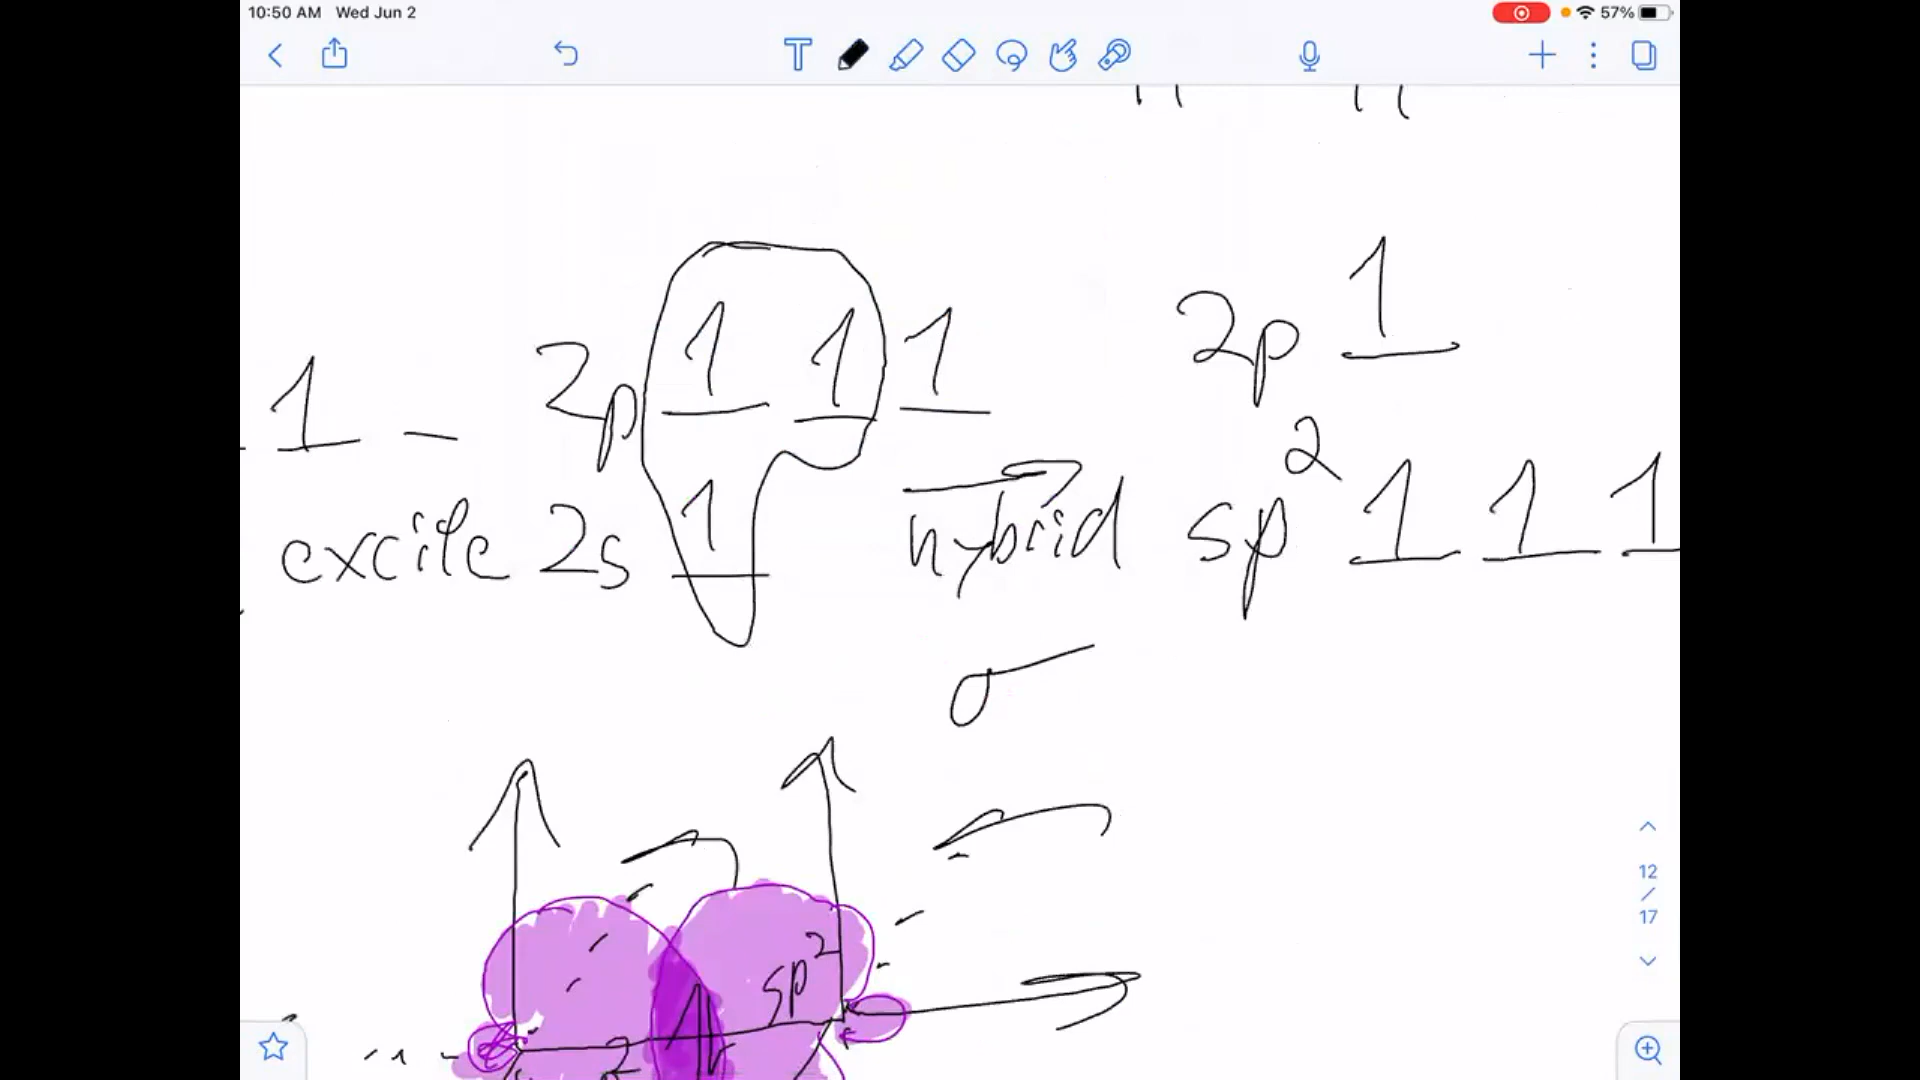 10:50 AM Wed Jun 2
57%
2p 1
1 2p 1 1 1
excite 2s 1 hybrid sp² 1 1 1
σ
sp²
12
/
17